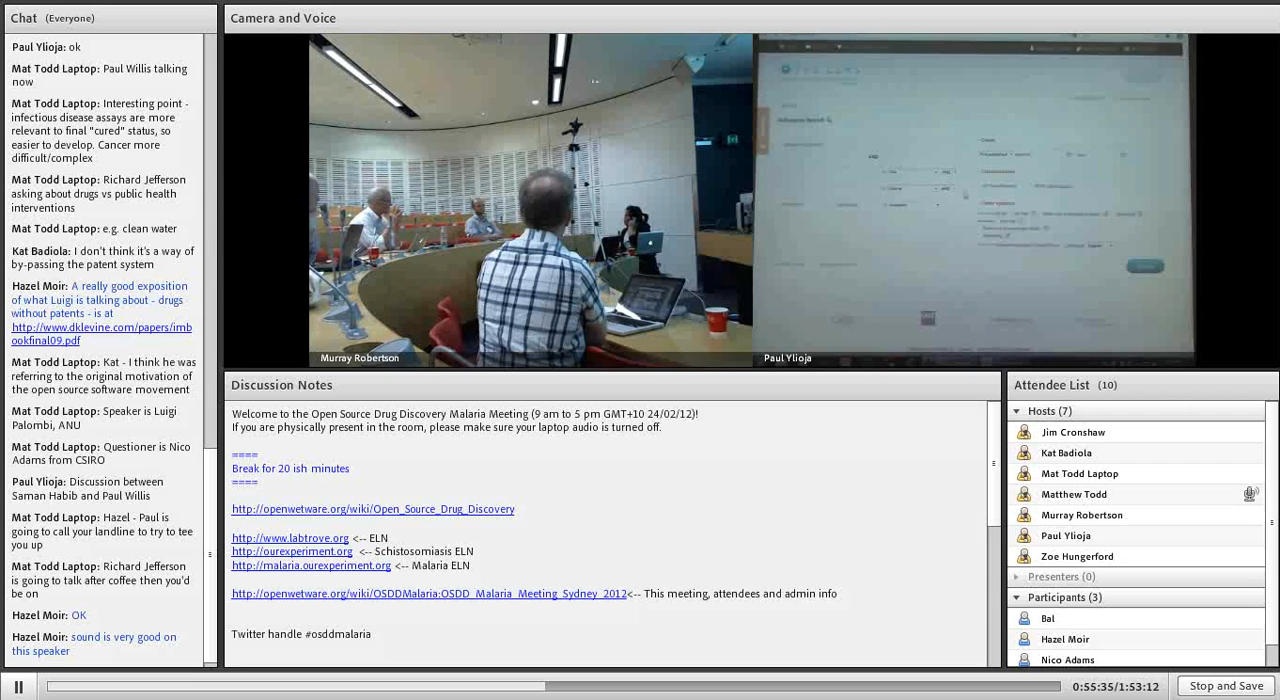 Chat (Everyone)
Paul Ylioja: ok
Mat Todd Laptop: Paul Willis talking
now
Mat Todd Laptop: Interesting point -
infectious disease assays are more
relevant to final "cured" status, so
easier to develop. Cancer more
difficult/complex
Mat Todd Laptop: Richard Jefferson
asking about drugs vs public health
interventions
Mat Todd Laptop: e.g. clean water
Kat Badiola: I don't think it's a way of
by-passing the patent system
Hazel Moir: A really good exposition
of what Luigi is talking about - drugs
without patents - is at
http://www.dklevine.com/papers/imb
ookfinal09.pdf
Mat Todd Laptop: Kat - I think he was
referring to the original motivation of
the open source software movement
Mat Todd Laptop: Speaker is Luigi
Palombi, ANU
Mat Todd Laptop: Questioner is Nico
Adams from CSIRO
Paul Ylioja: Discussion between
Saman Habib and Paul Willis
Mat Todd Laptop: Hazel - Paul is
going to call your landline to try to tee
you up
Mat Todd Laptop: Richard Jefferson
is going to talk after coffee then you'd
be on
Hazel Moir: OK
Hazel Moir: sound is very good on
this speaker
Camera and Voice
Murray Robertson
Paul Ylioja
Discussion Notes
Welcome to the Open Source Drug Discovery Malaria Meeting (9 am to 5 pm GMT+10 24/02/12)!
If you are physically present in the room, please make sure your laptop audio is turned off.
====
Break for 20 ish minutes
====
http://openwetware.org/wiki/Open_Source_Drug_Discovery
http://www.labtrove.org <-- ELN
http://ourexperiment.org <-- Schistosomiasis ELN
http://malaria.ourexperiment.org <-- Malaria ELN
http://openwetware.org/wiki/OSDDMalaria:OSDD_Malaria_Meeting_Sydney_2012<-- This meeting, attendees and admin info
Twitter handle #osddmalaria
Attendee List (10)
Hosts (7)
Jim Cronshaw
Kat Badiola
Mat Todd Laptop
Matthew Todd
Murray Robertson
Paul Ylioja
Zoe Hungerford
Presenters (0)
Participants (3)
Bal
Hazel Moir
Nico Adams
0:55:35/1:53:12
Stop and Save